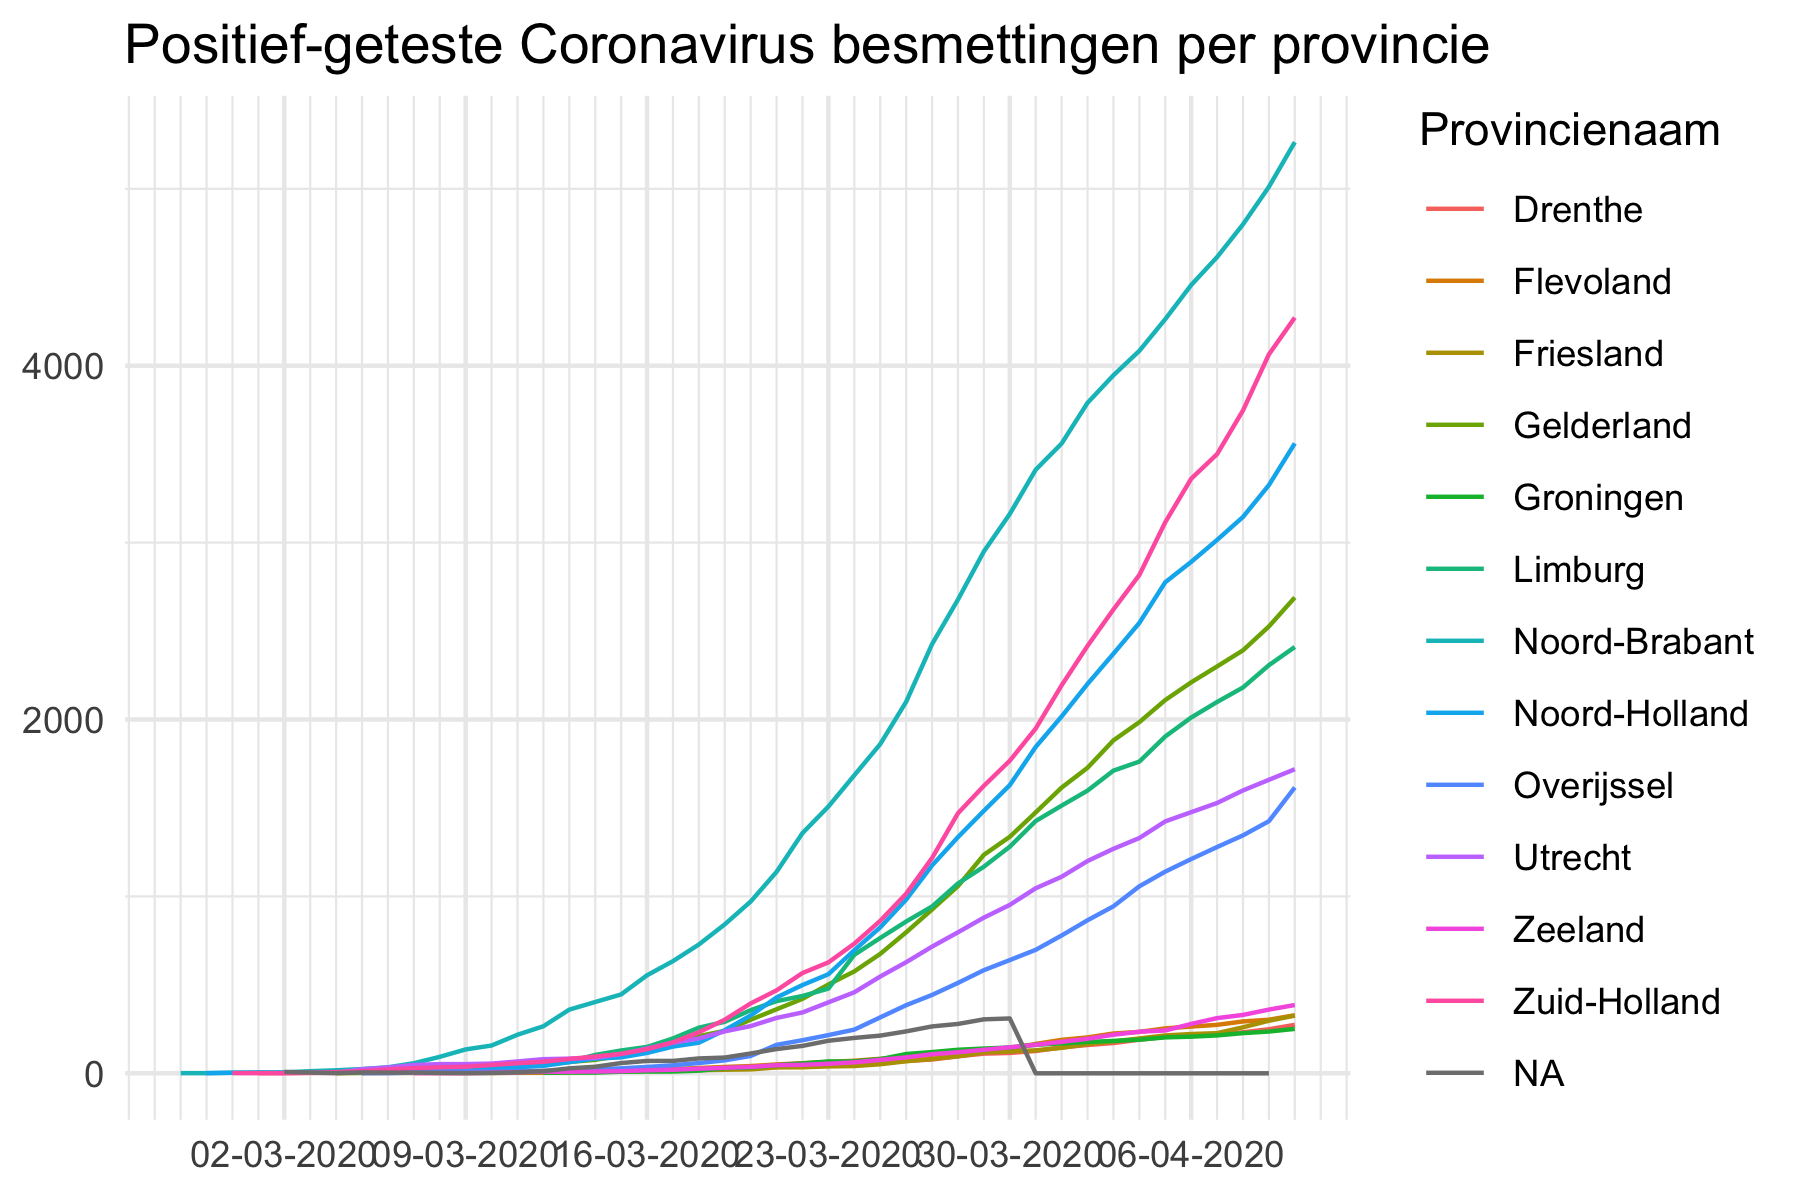 Positief-geteste Coronavirus besmettingen per provincie
Provincienaam
Drenthe
Flevoland
Friesland
Gelderland
Groningen
Limburg
Noord-Brabant
Noord-Holland
Overijssel
Utrecht
Zeeland
Zuid-Holland
NA
4000
2000
0
02-03-2020 09-03-2020 16-03-2020 23-03-2020 30-03-2020 06-04-2020